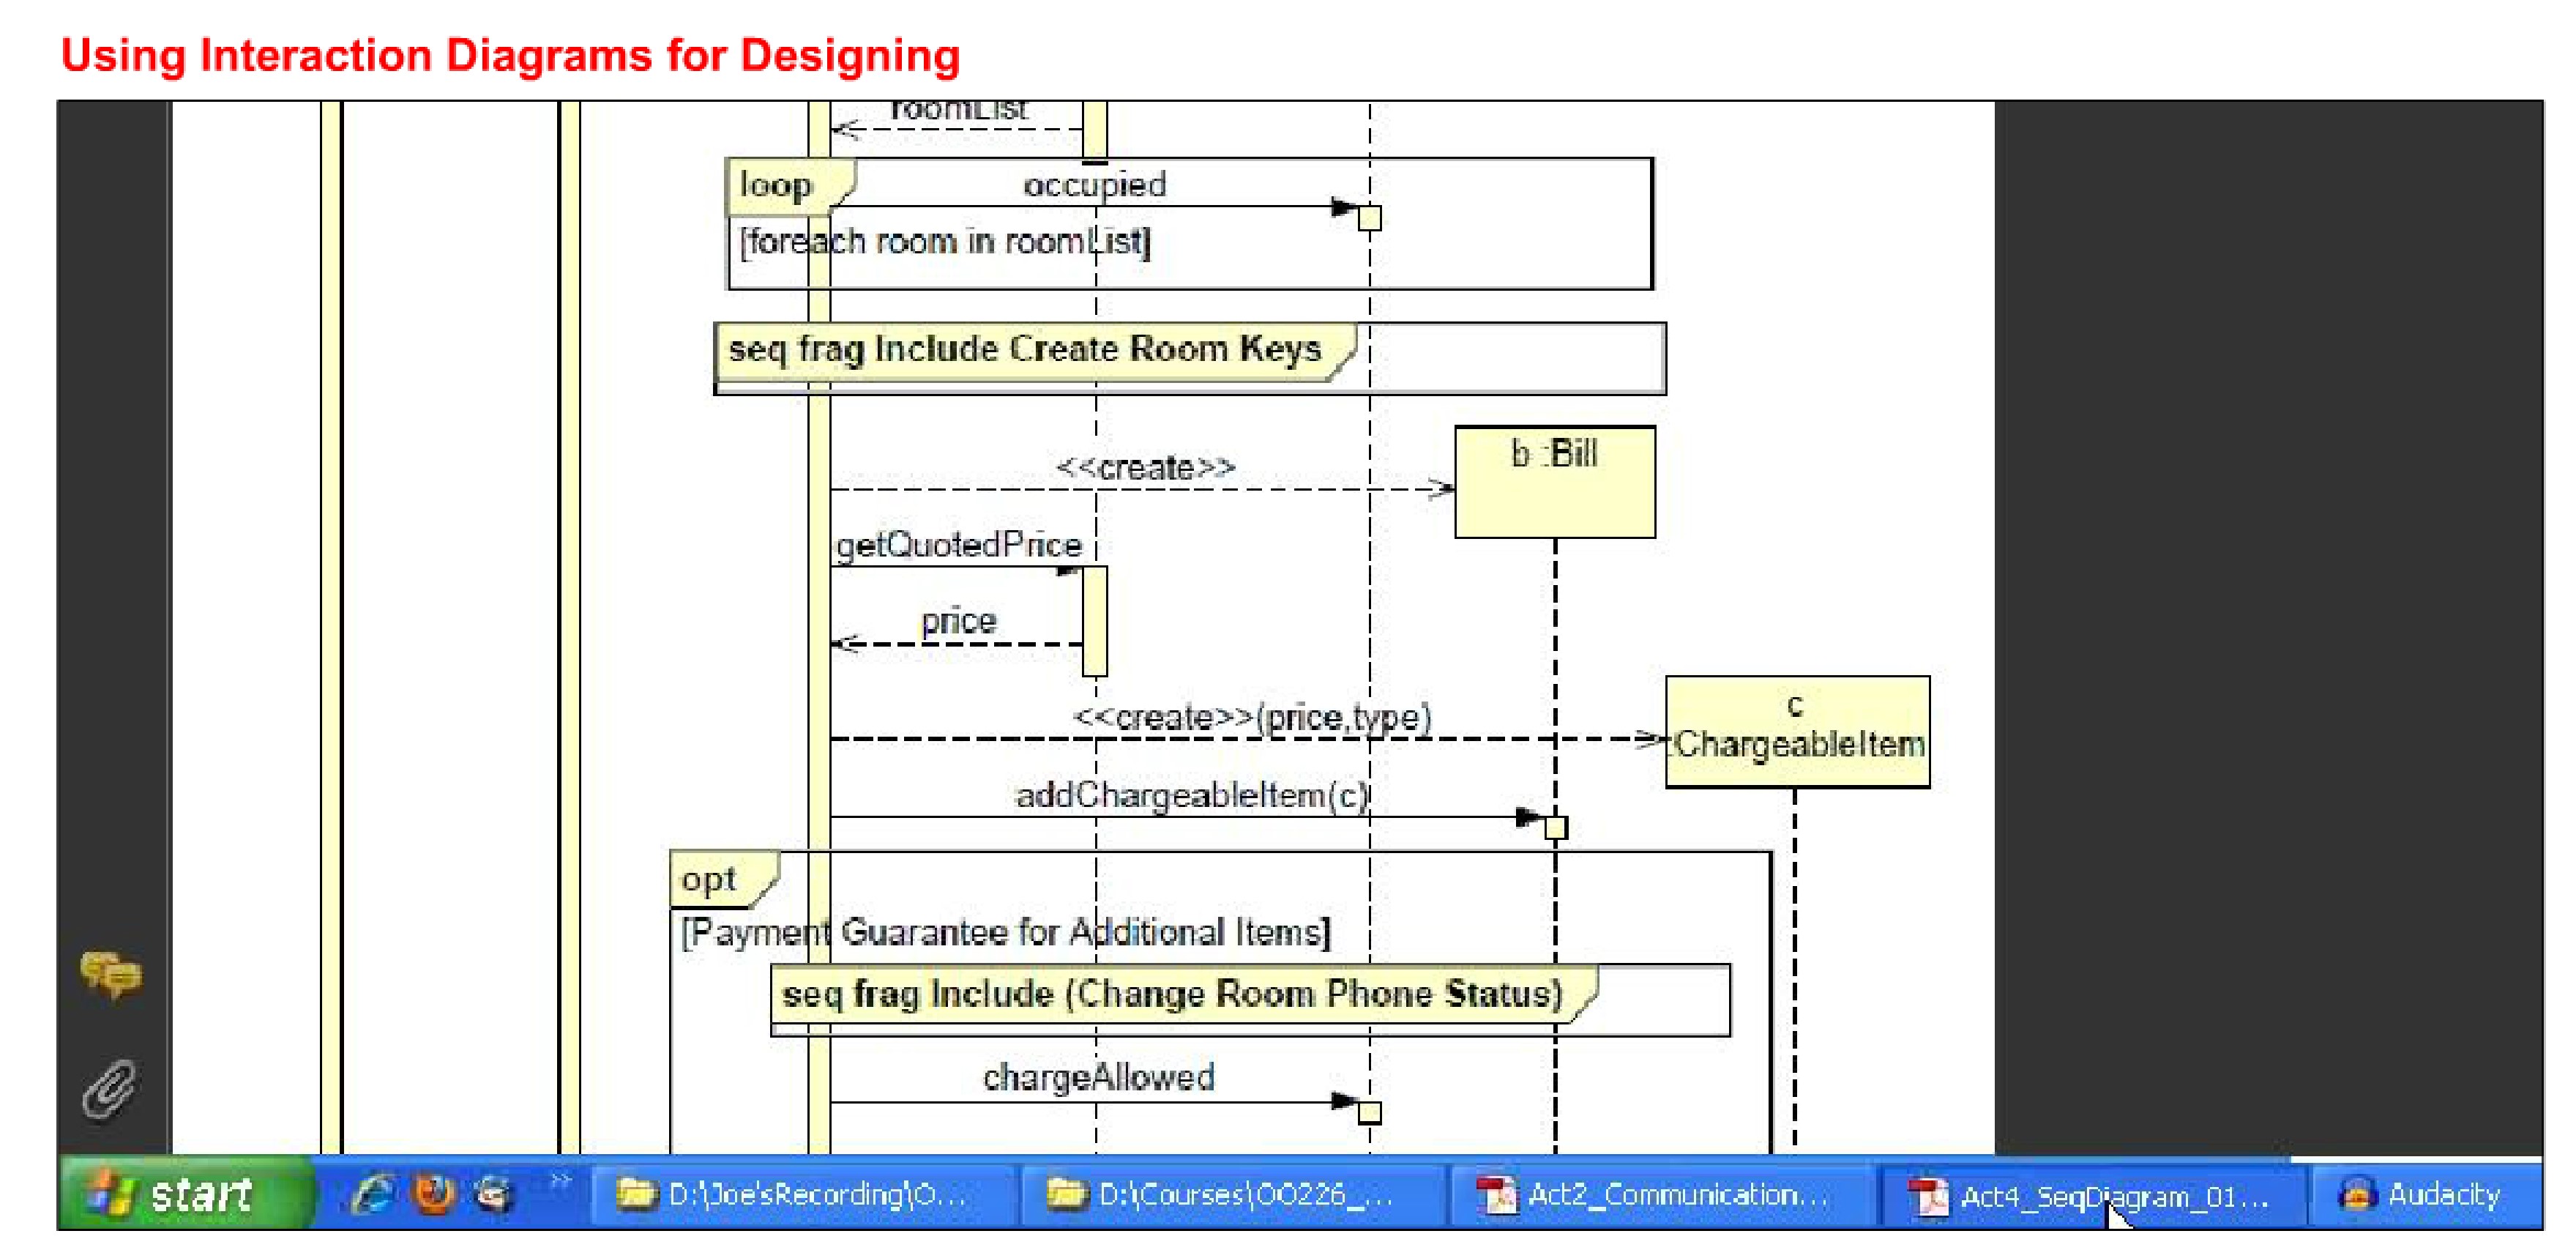 Using Interaction Diagrams for Designing
roomList
loop
occupied
[foreach room in roomList]
seq frag Include Create Room Keys
b :Bill
<<create>>
getQuotedPrice
price
c
<<create>>(price,type)
:ChargeableItem
addChargeableItem(c)
opt
[Payment Guarantee for Additional Items]
seq frag Include (Change Room Phone Status)
chargeAllowed
start
D:\Joe'sRecording\O...
D:\Courses\OO226_...
Act2_Communication...
Act4_SeqDiagram_01...
Audacity